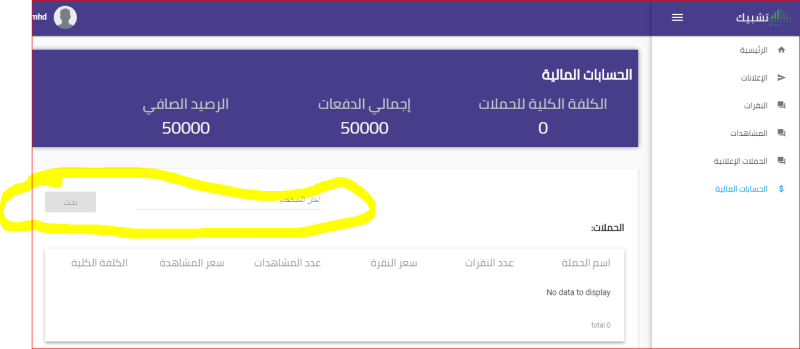 تشبيك
mhd
الرئيسية
الإعلانات
النقرات
المشاهدات
الحملات الإعلانية
الحسابات المالية
الحسابات المالية
الكلفة الكلية للحملات إجمالي الدفعات الرصيد الصافي
0 50000 50000
اختر المستخدم بحث
الحملات:
اسم الحملة عدد النقرات سعر النقرة عدد المشاهدات سعر المشاهدة الكلفة الكلية
No data to display
total 0